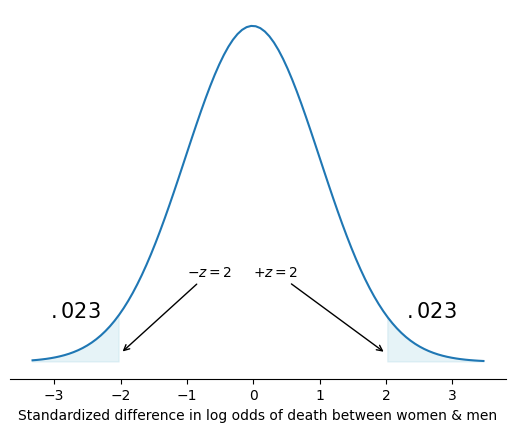 −z = 2 +z = 2
.023 .023
−3 −2 −1 0 1 2 3
Standardized difference in log odds of death between women & men